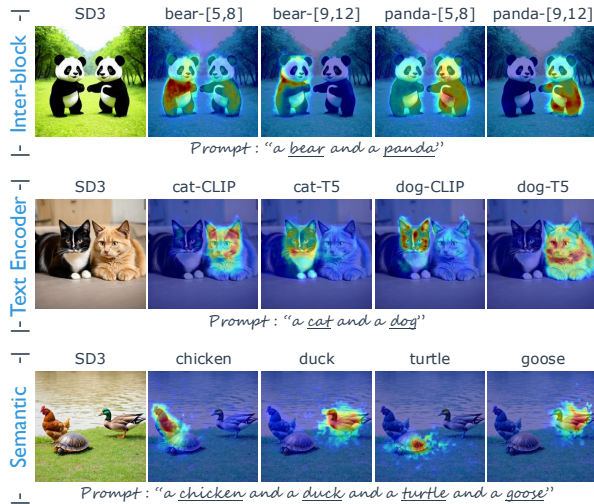 Inter-block
SD3 bear-[5,8] bear-[9,12] panda-[5,8] panda-[9,12]
Prompt : “a bear and a panda”
Text Encoder
SD3 cat-CLIP cat-T5 dog-CLIP dog-T5
Prompt : “a cat and a dog”
Semantic
SD3 chicken duck turtle goose
Prompt : “a chicken and a duck and a turtle and a goose”